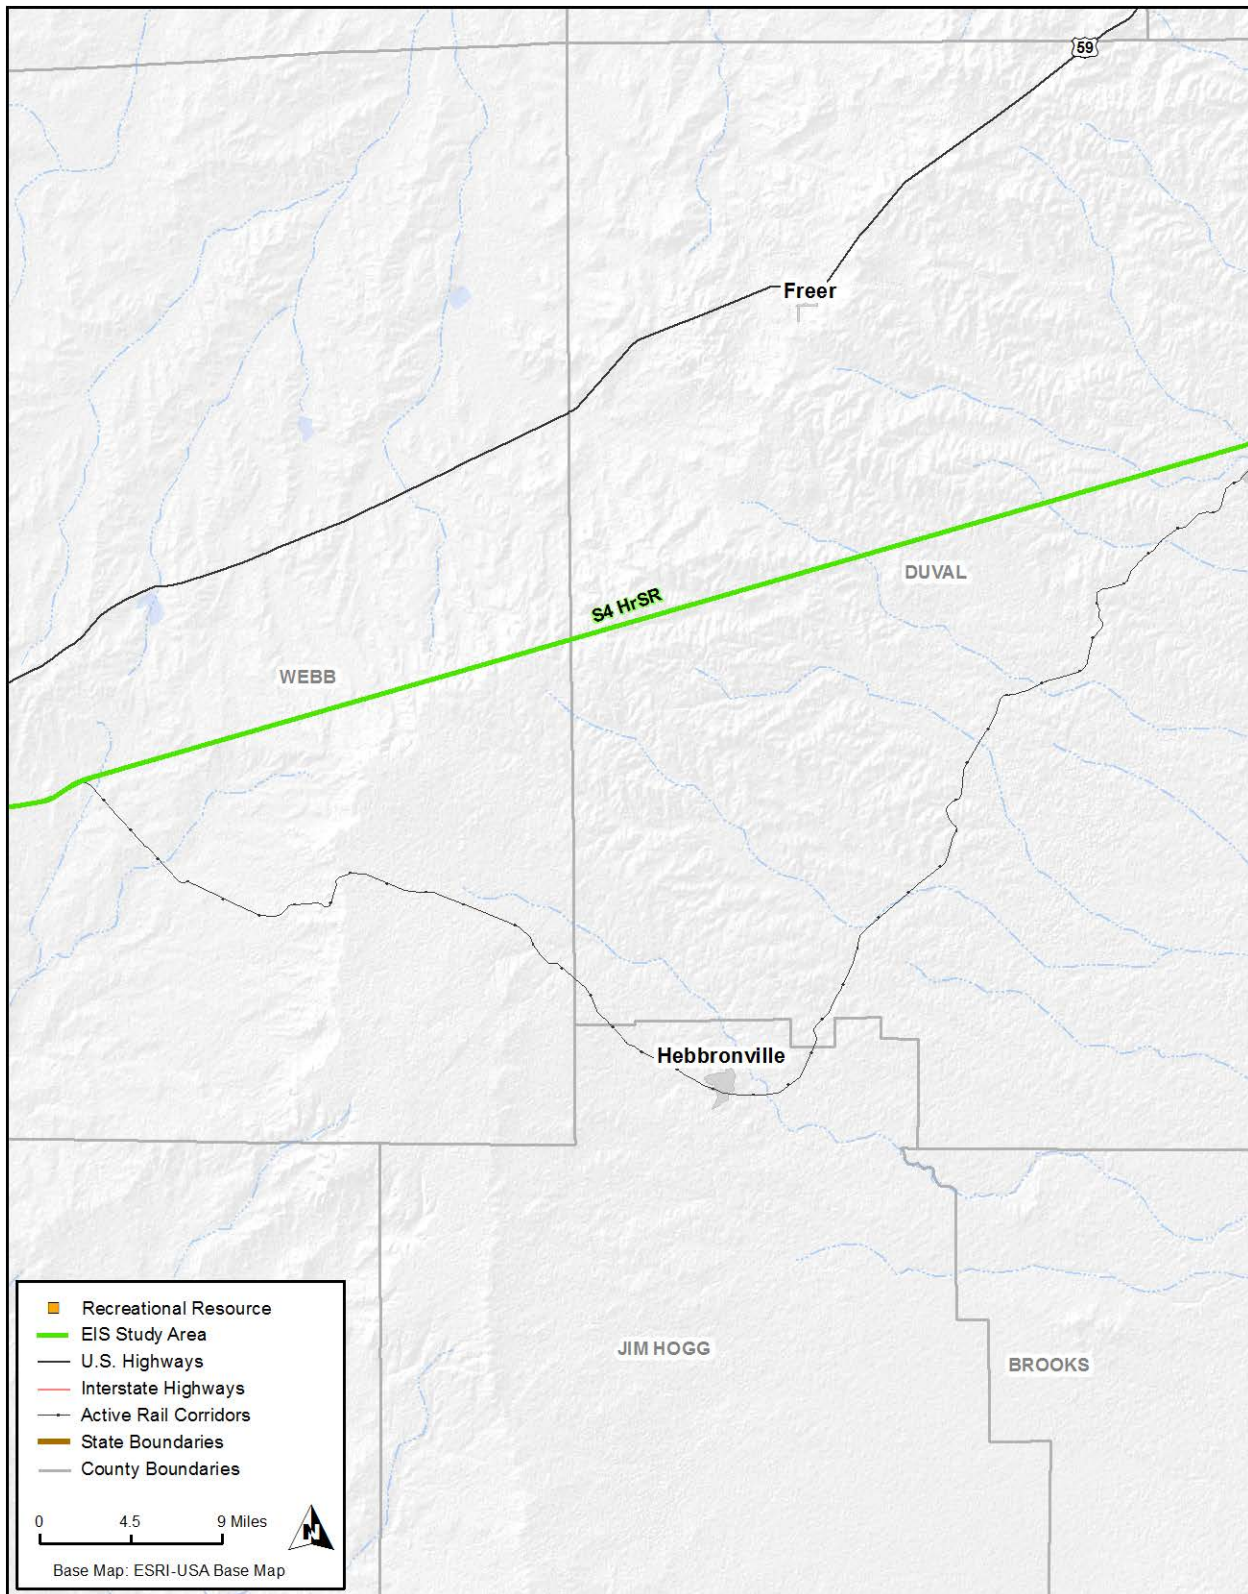 59
Freer
DUVAL
S4 HrSR
WEBB
Hebbronville
JIM HOGG
BROOKS
Recreational Resource
EIS Study Area
U.S. Highways
Interstate Highways
Active Rail Corridors
State Boundaries
County Boundaries
0 4.5 9 Miles
N
Base Map: ESRI-USA Base Map